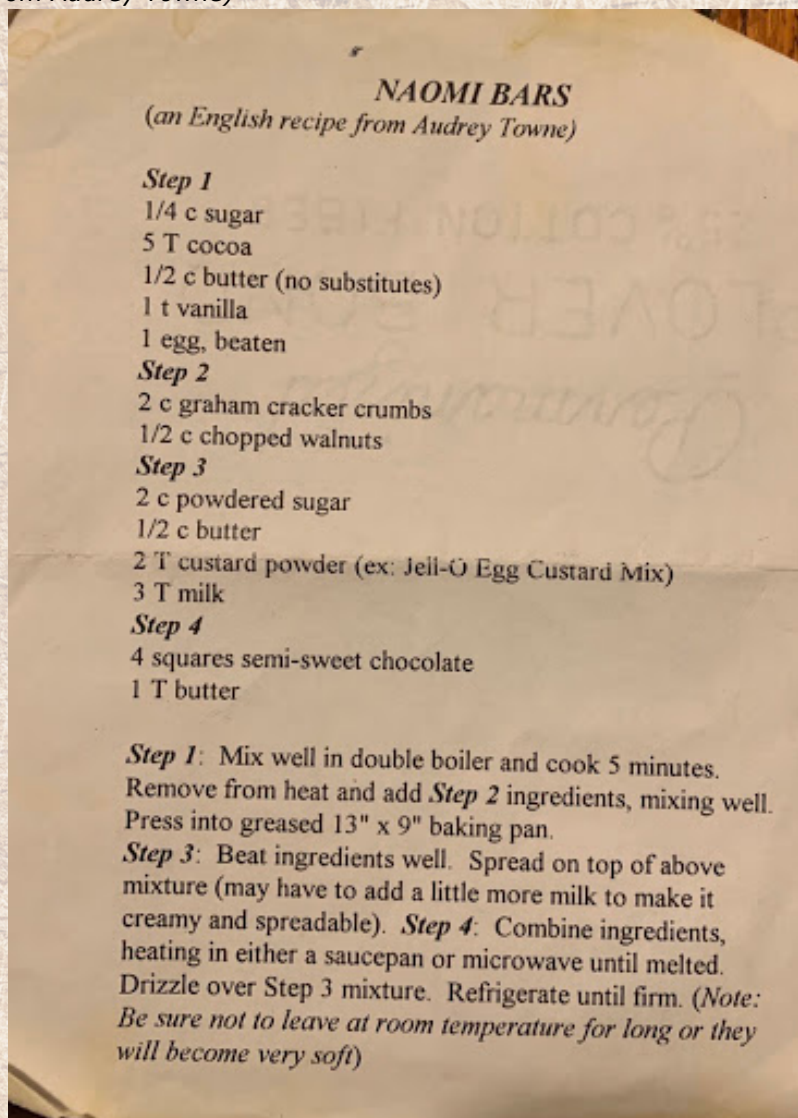 Audrey Towne)
NAOMI BARS
(an English recipe from Audrey Towne)
Step 1
1/4 c sugar
5 T cocoa
1/2 c butter (no substitutes)
1 t vanilla
1 egg, beaten
Step 2
2 c graham cracker crumbs
1/2 c chopped walnuts
Step 3
2 c powdered sugar
1/2 c butter
2 T custard powder (ex: Jell-O Egg Custard Mix)
3 T milk
Step 4
4 squares semi-sweet chocolate
1 T butter
Step 1: Mix well in double boiler and cook 5 minutes.
Remove from heat and add Step 2 ingredients, mixing well.
Press into greased 13" x 9" baking pan.
Step 3: Beat ingredients well. Spread on top of above
mixture (may have to add a little more milk to make it
creamy and spreadable). Step 4: Combine ingredients,
heating in either a saucepan or microwave until melted.
Drizzle over Step 3 mixture. Refrigerate until firm. (Note:
Be sure not to leave at room temperature for long or they
will become very soft)